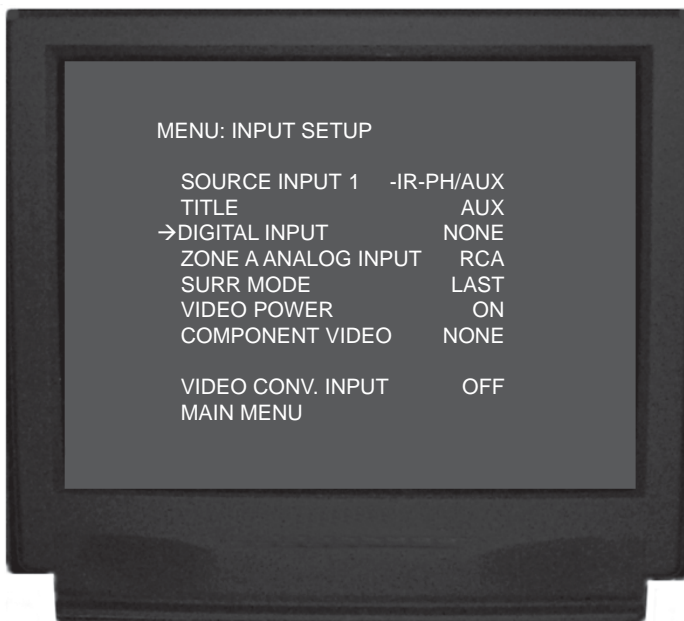 MENU: INPUT SETUP
SOURCE INPUT 1 -IR-PH/AUX
TITLE AUX
→DIGITAL INPUT NONE
ZONE A ANALOG INPUT RCA
SURR MODE LAST
VIDEO POWER ON
COMPONENT VIDEO NONE
VIDEO CONV. INPUT OFF
MAIN MENU